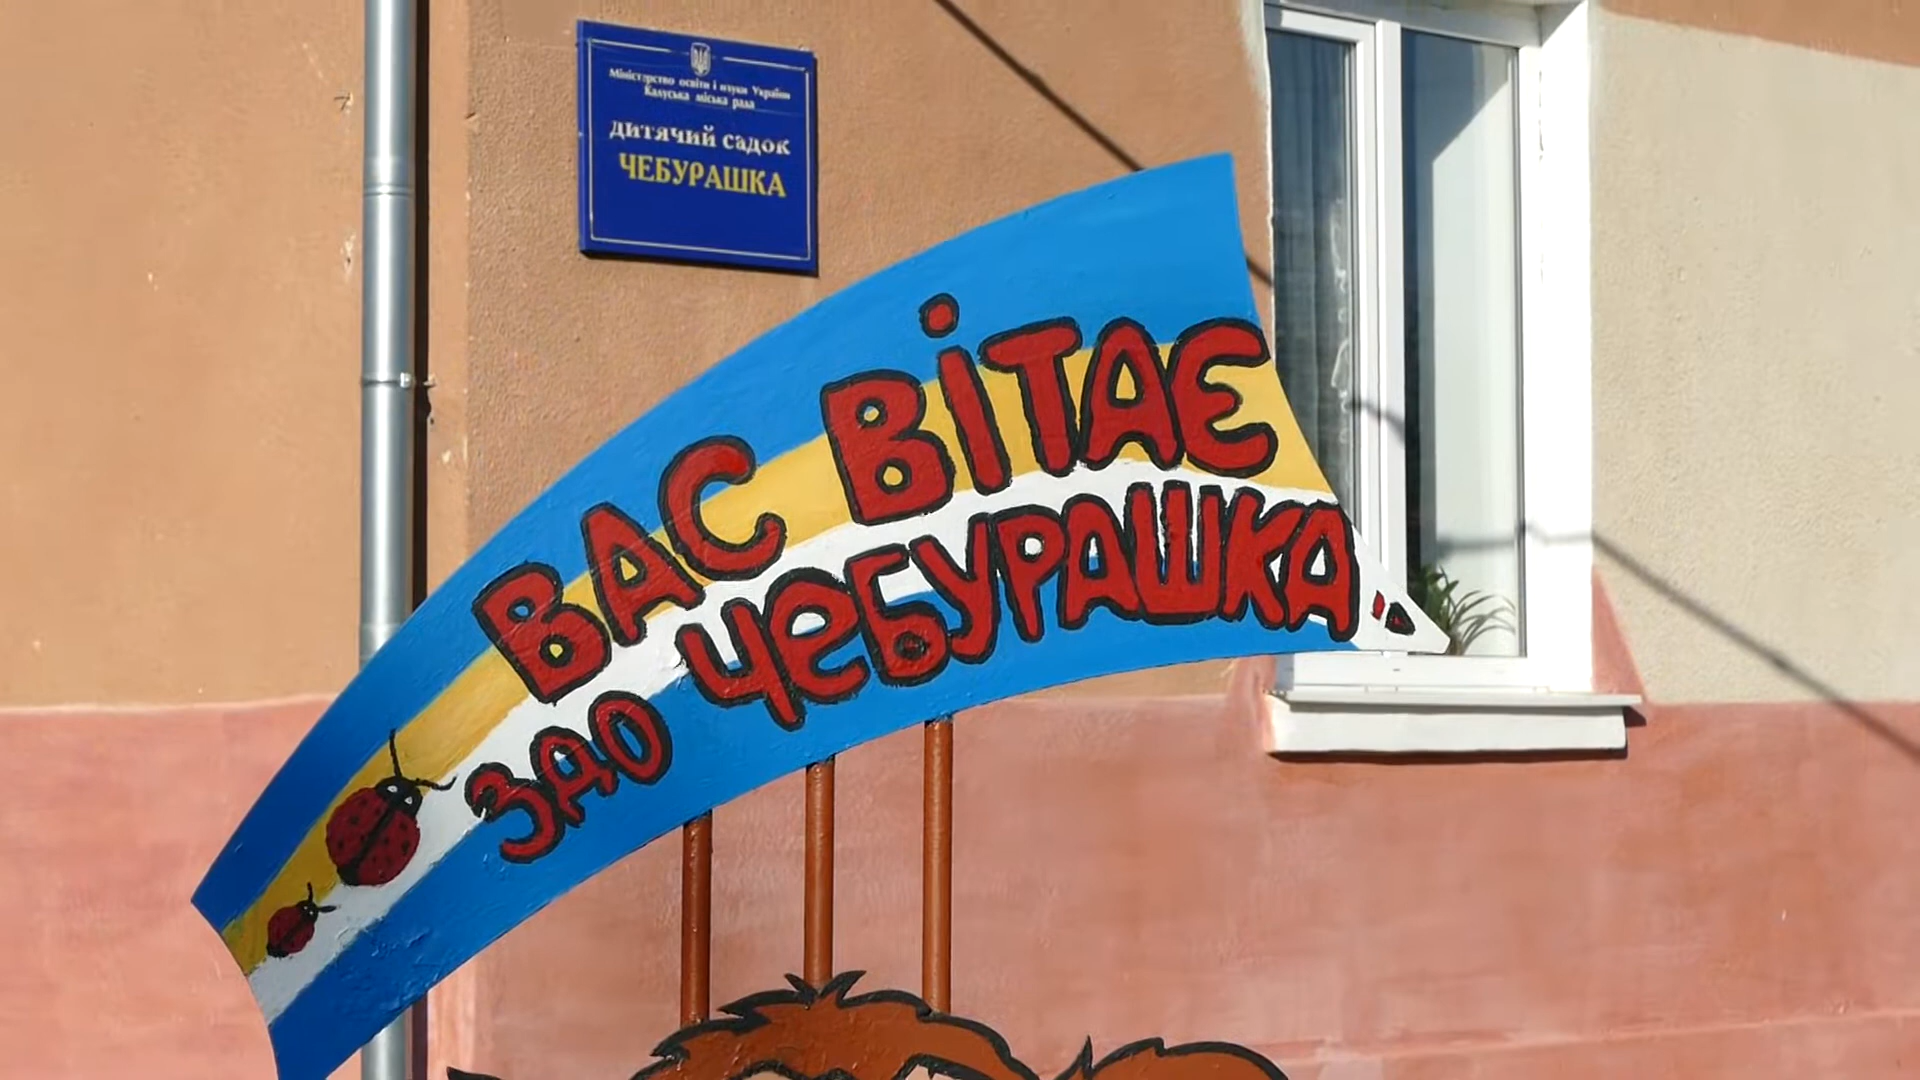 Міністерство освіти і науки України
Калуська міська рада
дитячий садок
ЧЕБУРАШКА
ВАС ВІТАЄ
ЗДО ЧЕБУРАШКА